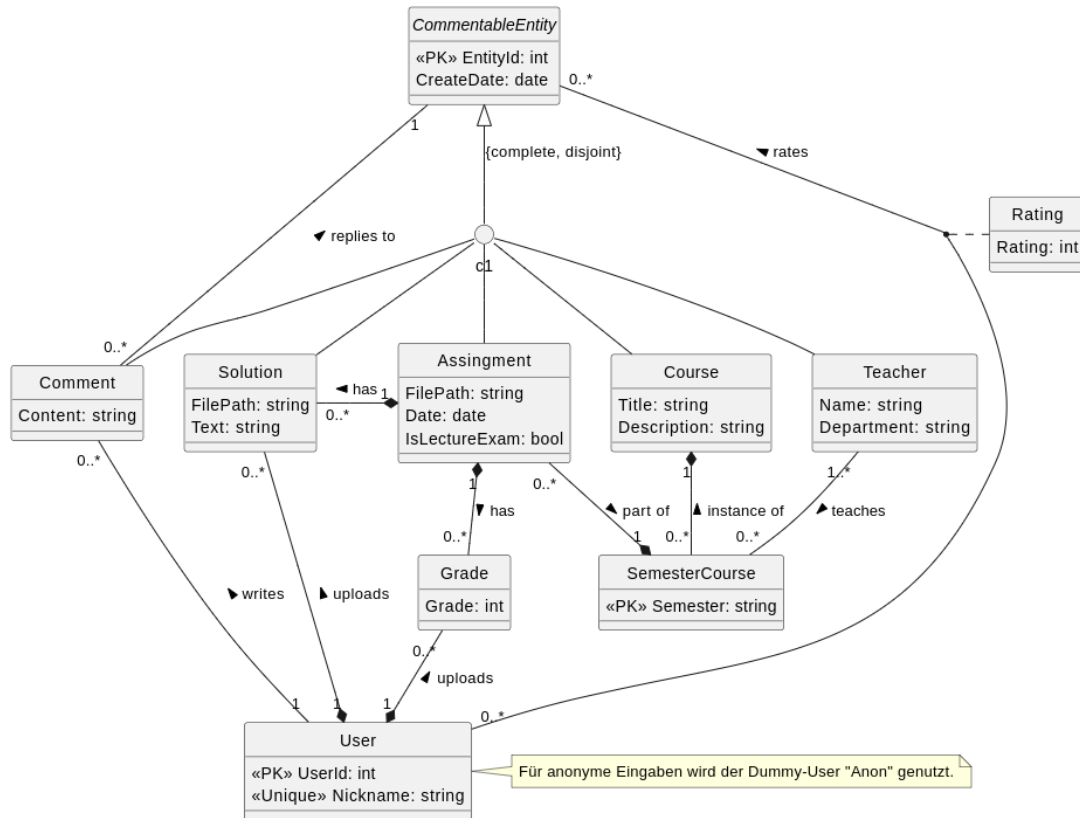 CommentableEntity
«PK» EntityId: int
CreateDate: date
0..*
1
{complete, disjoint}
rates
Rating
Rating: int
replies to
c1
0..*
Comment
Content: string
Solution
FilePath: string
Text: string
has
1
0..*
Assingment
FilePath: string
Date: date
IsLectureExam: bool
Course
Title: string
Description: string
Teacher
Name: string
Department: string
0..*
0..*
1
0..*
1
1..*
has
part of
instance of
teaches
0..*
1
0..*
0..*
Grade
Grade: int
SemesterCourse
«PK» Semester: string
writes
uploads
0..*
uploads
1
1
1
0..*
User
«PK» UserId: int
«Unique» Nickname: string
Für anonyme Eingaben wird der Dummy-User "Anon" genutzt.